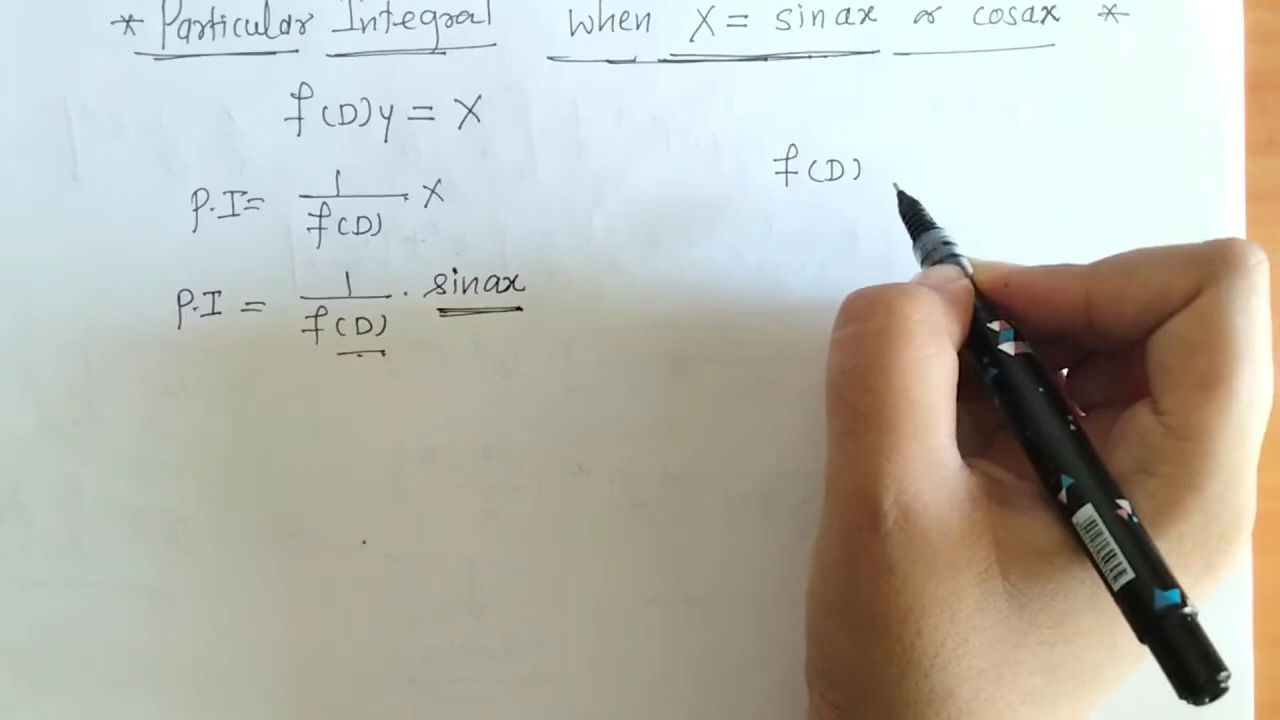 * Particular Integral when X = sinax or cosax *
f(D)y = X
f(D)
P.I = 1/f(D) . X
P.I = 1/f(D) . sinax